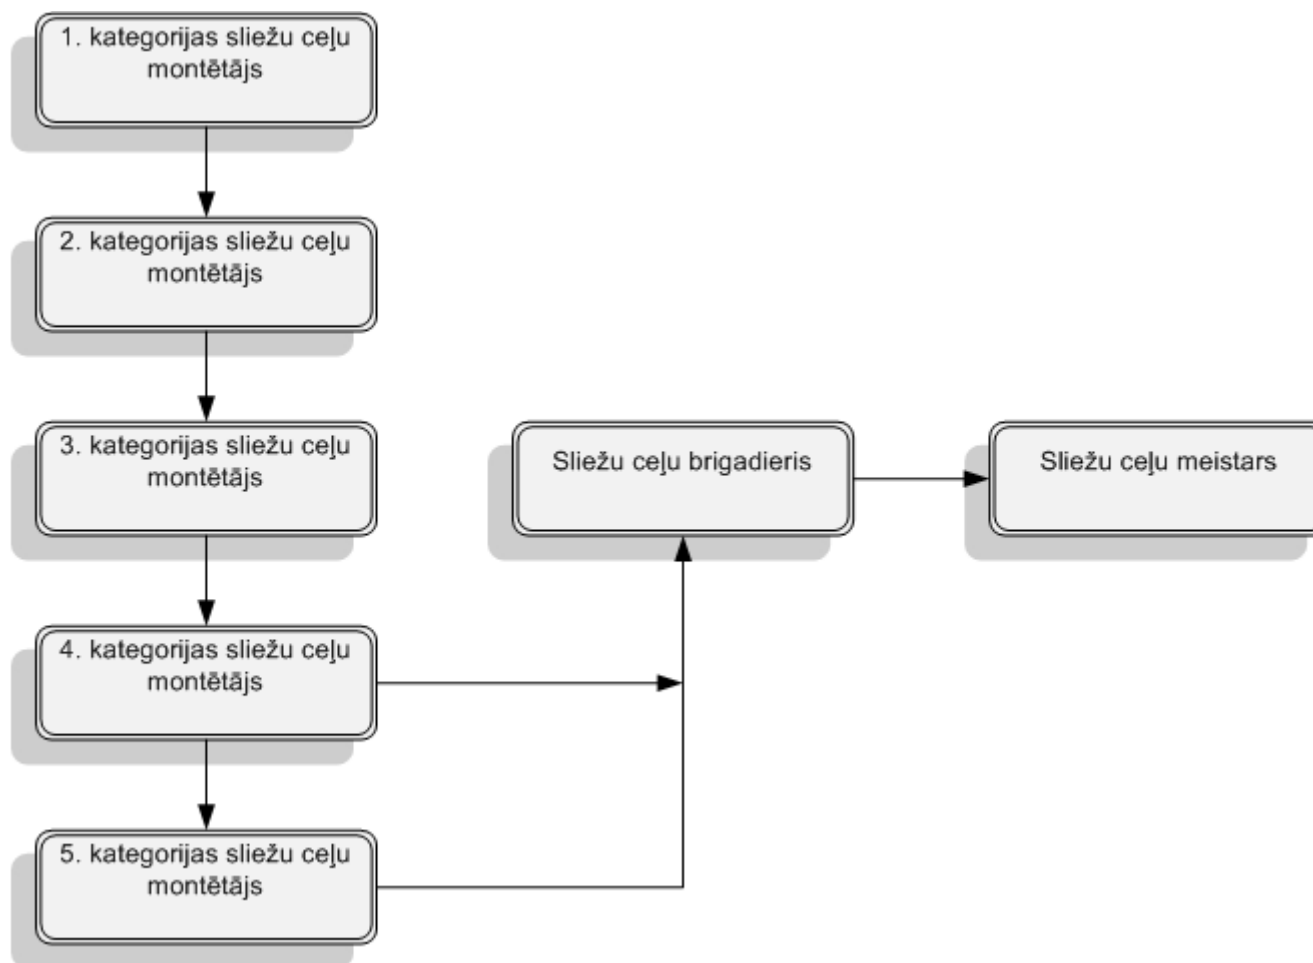 1. kategorijas sliežu ceļu
montētājs
2. kategorijas sliežu ceļu
montētājs
3. kategorijas sliežu ceļu
montētājs
Sliežu ceļu brigadieris
Sliežu ceļu meistars
4. kategorijas sliežu ceļu
montētājs
5. kategorijas sliežu ceļu
montētājs